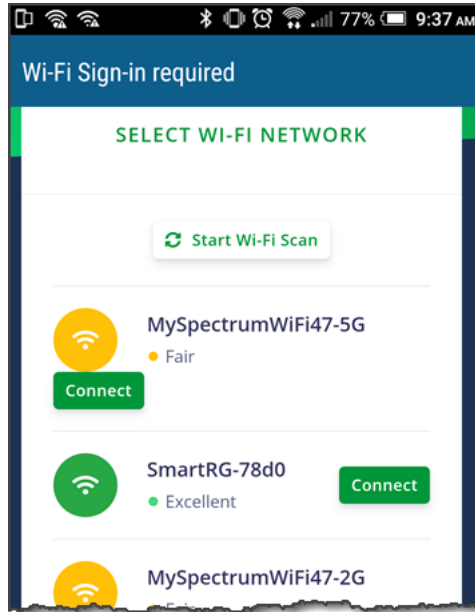 77% 9:37 AM
Wi-Fi Sign-in required
SELECT WI-FI NETWORK
Start Wi-Fi Scan
MySpectrumWiFi47-5G
Fair
Connect
SmartRG-78d0
Excellent
Connect
MySpectrumWiFi47-2G